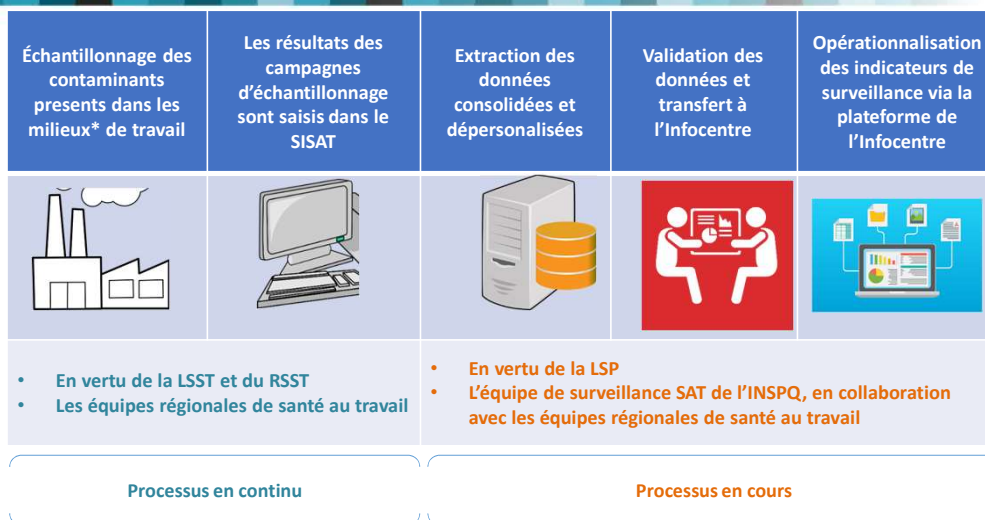 Échantillonnage des
contaminants
presents dans les
milieux* de travail
Les résultats des
campagnes
d'échantillonnage
sont saisis dans le
SISAT
Extraction des
données
consolidées et
dépersonalisées
Validation des
données et
transfert à
l'Infocentre
Opérationnalisation
des indicateurs de
surveillance via la
plateforme de
l'Infocentre
• En vertu de la LSST et du RSST
• Les équipes régionales de santé au travail
• En vertu de la LSP
• L'équipe de surveillance SAT de l'INSPQ, en collaboration
avec les équipes régionales de santé au travail
Processus en continu
Processus en cours